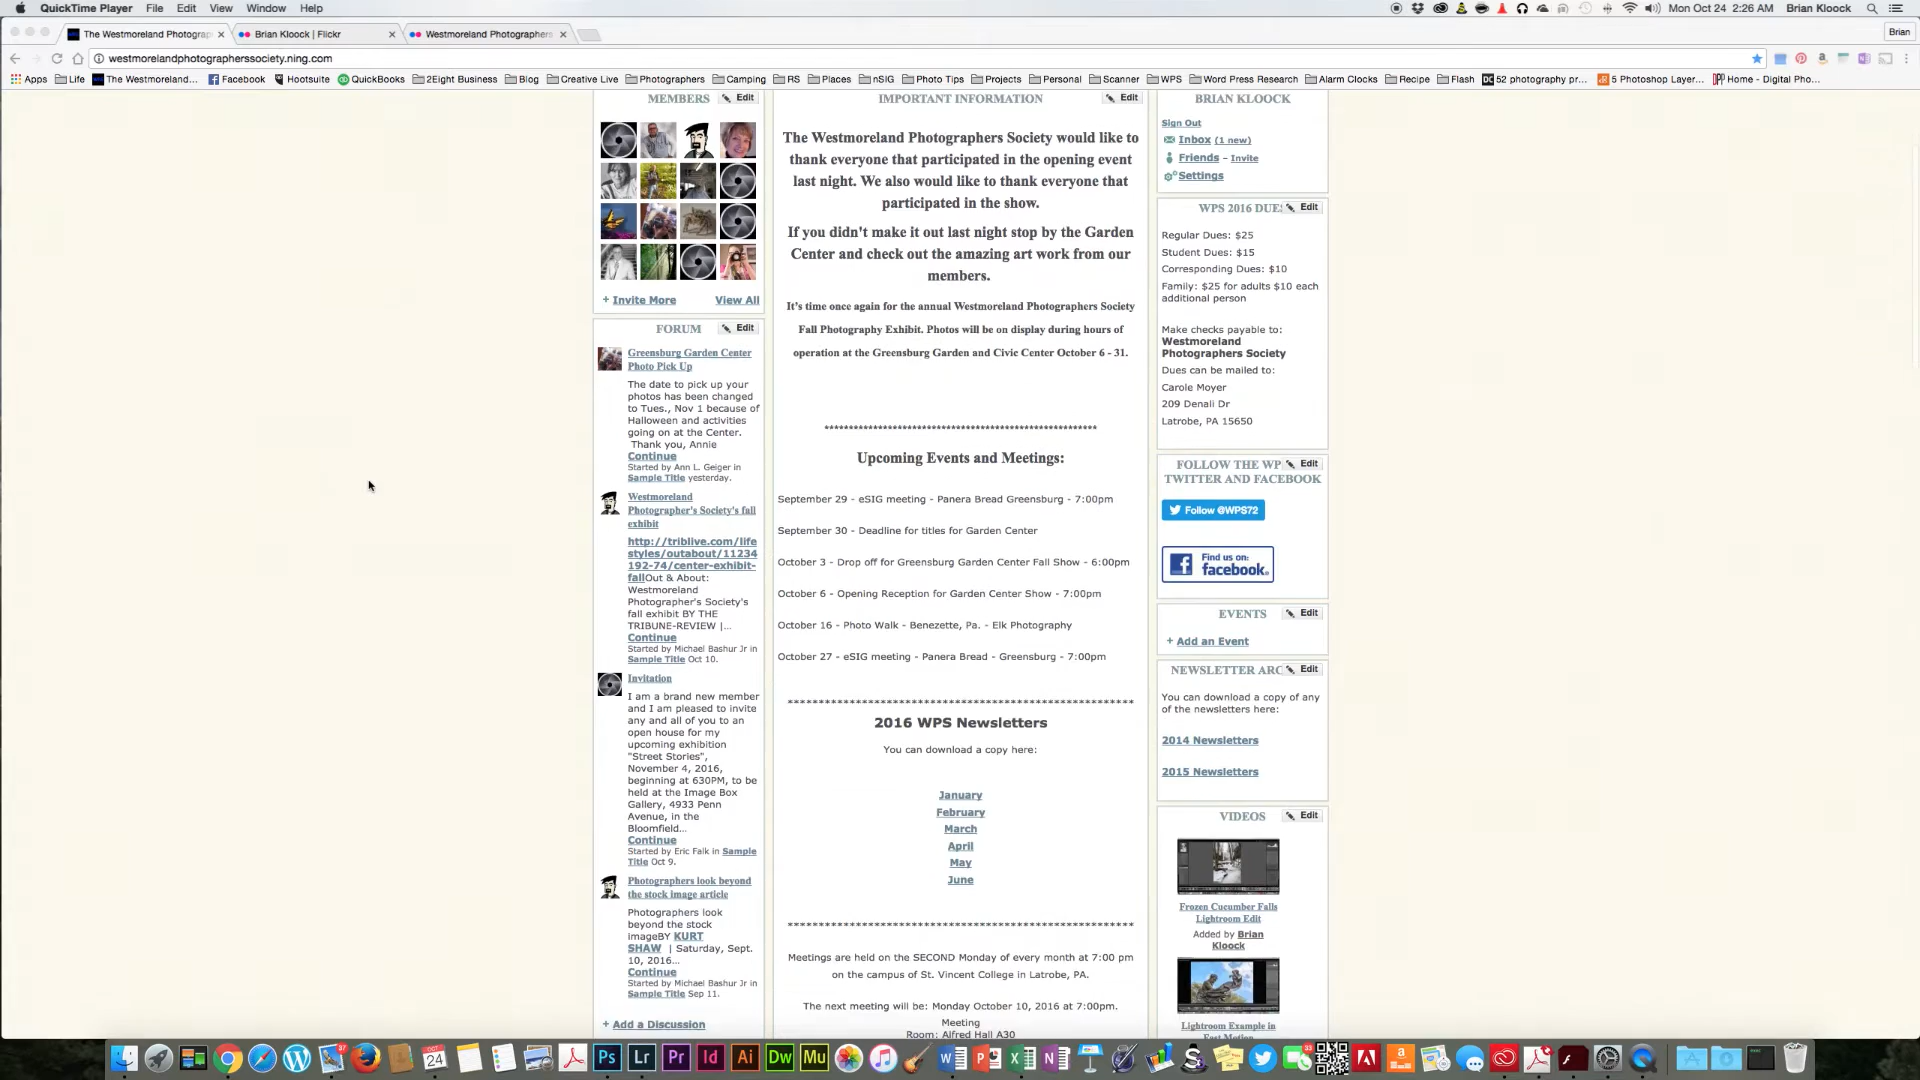 QuickTime Player File Edit View Window Help
Mon Oct 24 2:26 AM Brian Kloock
The Westmoreland Photograp
Brian Kloock | Flickr
Westmoreland Photographers
Brian
westmorelandphotographerssociety.ning.com
Apps Life The Westmoreland... Facebook Hootsuite QuickBooks 2Eight Business Blog Creative Live Photographers Camping RS Places nSIG Photo Tips Projects Personal Scanner WPS Word Press Research Alarm Clocks Recipe Flash 52 photography pr... 5 Photoshop Layer... Home - Digital Pho...
MEMBERS
Edit
+ Invite More
View All
FORUM
Edit
Greensburg Garden Center
Photo Pick Up
The date to pick up your
photos has been changed
to Tues., Nov 1 because of
Halloween and activities
going on at the Center.
Thank you, Annie
Continue
Started by Ann L. Geiger in
Sample Title yesterday.
Westmoreland
Photographer's Society's fall
exhibit
http://triblive.com/life
styles/outabout/11234
192-74/center-exhibit-
fallOut & About:
Westmoreland
Photographer's Society's
fall exhibit BY THE
TRIBUNE-REVIEW |...
Continue
Started by Michael Bashur Jr in
Sample Title Oct 10.
Invitation
I am a brand new member
and I am pleased to invite
any and all of you to an
open house for my
upcoming exhibition
"Street Stories",
November 4, 2016,
beginning at 630PM, to be
held at the Image Box
Gallery, 4933 Penn
Avenue, in the
Bloomfield...
Continue
Started by Eric Falk in Sample
Title Oct 9.
Photographers look beyond
the stock image article
Photographers look
beyond the stock
imageBY KURT
SHAW | Saturday, Sept.
10, 2016...
Continue
Started by Michael Bashur Jr in
Sample Title Sep 11.
+ Add a Discussion
IMPORTANT INFORMATION
Edit
The Westmoreland Photographers Society would like to
thank everyone that participated in the opening event
last night. We also would like to thank everyone that
participated in the show.
If you didn't make it out last night stop by the Garden
Center and check out the amazing art work from our
members.
It's time once again for the annual Westmoreland Photographers Society
Fall Photography Exhibit. Photos will be on display during hours of
operation at the Greensburg Garden and Civic Center October 6 - 31.
********************************************************
Upcoming Events and Meetings:
September 29 - eSIG meeting - Panera Bread Greensburg - 7:00pm
September 30 - Deadline for titles for Garden Center
October 3 - Drop off for Greensburg Garden Center Fall Show - 6:00pm
October 6 - Opening Reception for Garden Center Show - 7:00pm
October 16 - Photo Walk - Benezette, Pa. - Elk Photography
October 27 - eSIG meeting - Panera Bread - Greensburg - 7:00pm
********************************************************
2016 WPS Newsletters
You can download a copy here:
January
February
March
April
May
June
********************************************************
Meetings are held on the SECOND Monday of every month at 7:00 pm
on the campus of St. Vincent College in Latrobe, PA.
The next meeting will be: Monday October 10, 2016 at 7:00pm.
Meeting
Room: Alfred Hall A30
BRIAN KLOOCK
Sign Out
Inbox (1 new)
Friends - Invite
Settings
WPS 2016 DUES
Edit
Regular Dues: $25
Student Dues: $15
Corresponding Dues: $10
Family: $25 for adults $10 each
additional person
Make checks payable to:
Westmoreland
Photographers Society
Dues can be mailed to:
Carole Moyer
209 Denali Dr
Latrobe, PA 15650
FOLLOW THE WP
Edit
TWITTER AND FACEBOOK
Follow @WPS72
Find us on:
facebook
EVENTS
Edit
+ Add an Event
NEWSLETTER ARC
Edit
You can download a copy of any
of the newsletters here:
2014 Newsletters
2015 Newsletters
VIDEOS
Edit
Frozen Cucumber Falls
Lightroom Edit
Added by Brian
Kloock
Lightroom Example in
Fast Motion
37 OCT 24 Ps Lr Pr Id Ai Dw Mu 33